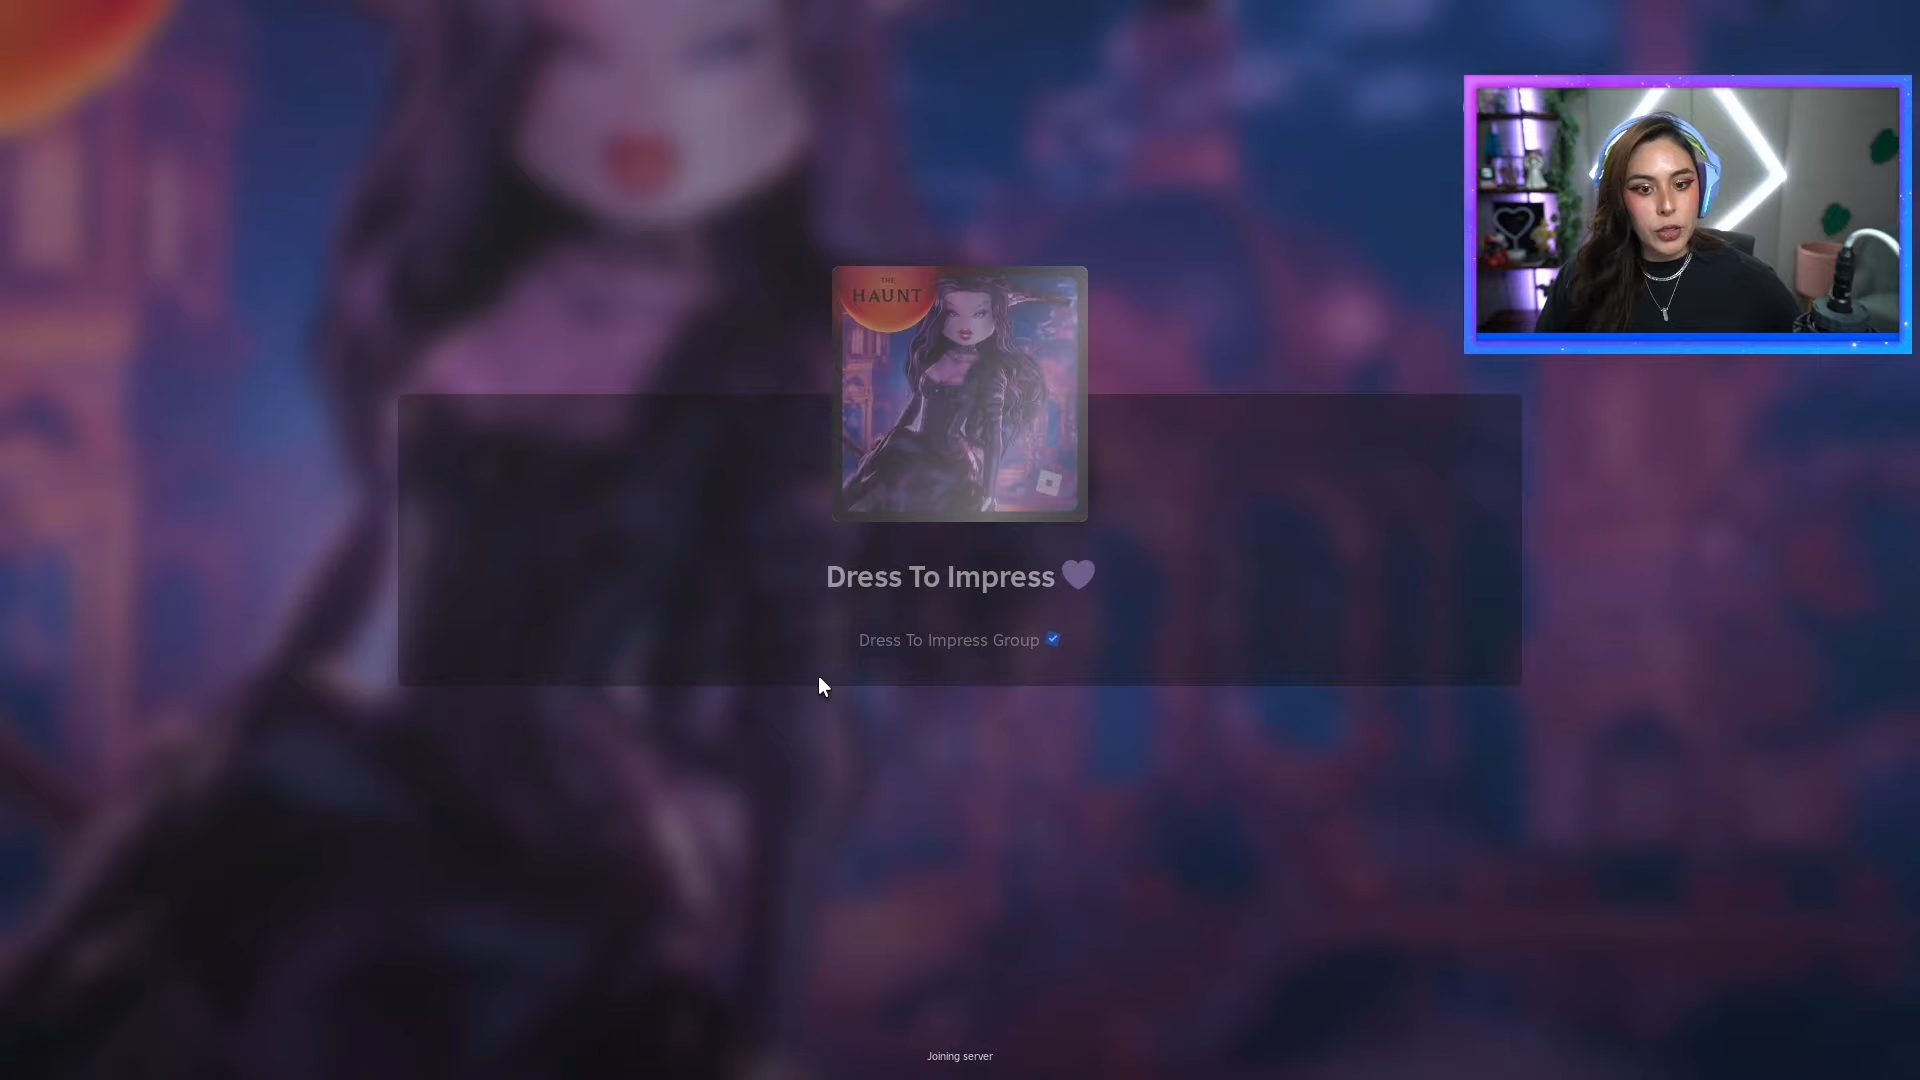 THE
HAUNT
Dress To Impress 💜
Dress To Impress Group
Joining server